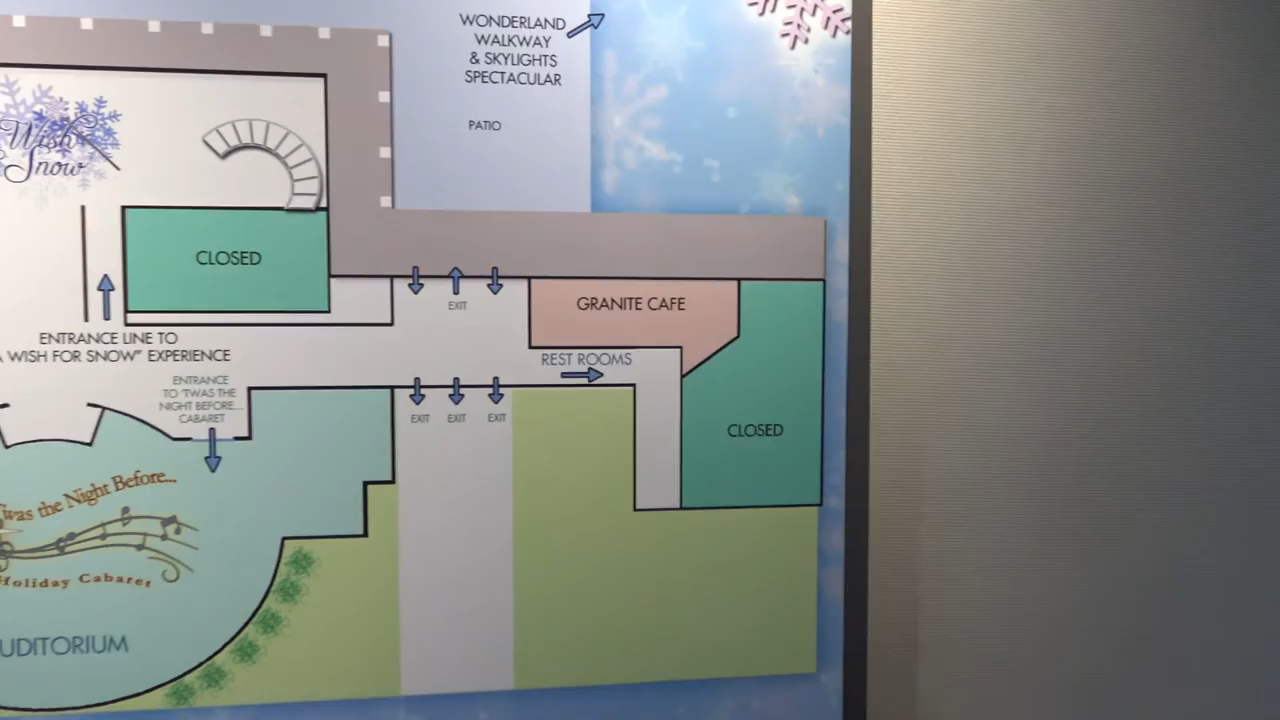 WONDERLAND
WALKWAY
& SKYLIGHTS
SPECTACULAR
PATIO
Wish
Snow
CLOSED
EXIT
GRANITE CAFE
ENTRANCE LINE TO
WISH FOR SNOW" EXPERIENCE
REST ROOMS
ENTRANCE
TO 'TWAS THE
NIGHT BEFORE...
CABARET
EXIT
EXIT
EXIT
CLOSED
was the Night Before...
Holiday Cabaret
UDITORIUM